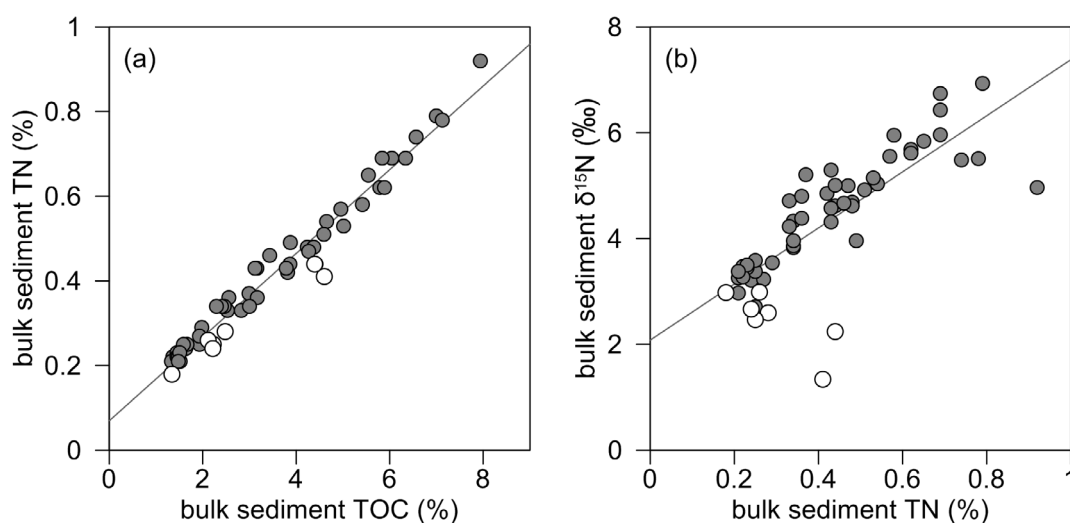 (a)
bulk sediment TN (%)
1
0.8
0.6
0.4
0.2
0
0 2 4 6 8
bulk sediment TOC (%)
(b)
bulk sediment δ¹⁵N (‰)
8
6
4
2
0
0 0.2 0.4 0.6 0.8 1
bulk sediment TN (%)